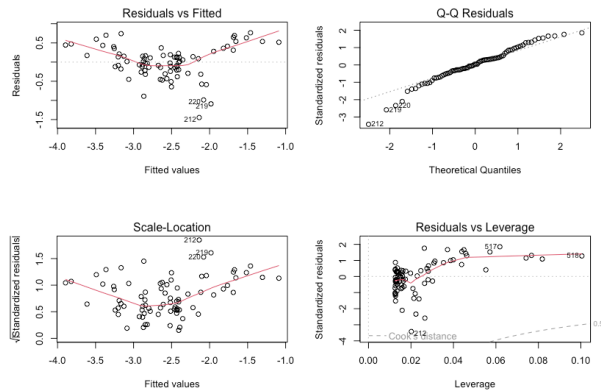 Residuals vs Fitted
Residuals
0.5
-0.5
-1.5
220
219
212
-4.0 -3.5 -3.0 -2.5 -2.0 -1.5 -1.0
Fitted values
Q-Q Residuals
Standardized residuals
2
1
0
-1
-2
-3
220
219
212
-2 -1 0 1 2
Theoretical Quantiles
Scale-Location
√|Standardized residuals|
1.5
1.0
0.5
0.0
212
219
220
-4.0 -3.5 -3.0 -2.5 -2.0 -1.5 -1.0
Fitted values
Residuals vs Leverage
Standardized residuals
2
1
0
-2
-4
517
518
212
Cook's distance
0.00 0.02 0.04 0.06 0.08 0.10
Leverage